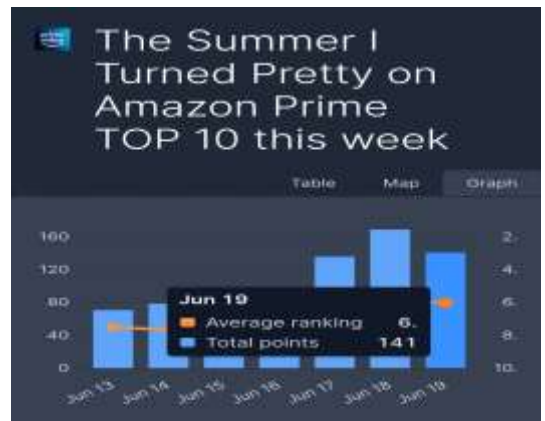 The Summer I
Turned Pretty on
Amazon Prime
TOP 10 this week
Table Map Graph
160 2.
120 4.
80 6.
40 8.
0 10.
Jun 19
Average ranking 6.
Total points 141
Jun 13 Jun 14 Jun 15 Jun 16 Jun 17 Jun 18 Jun 19